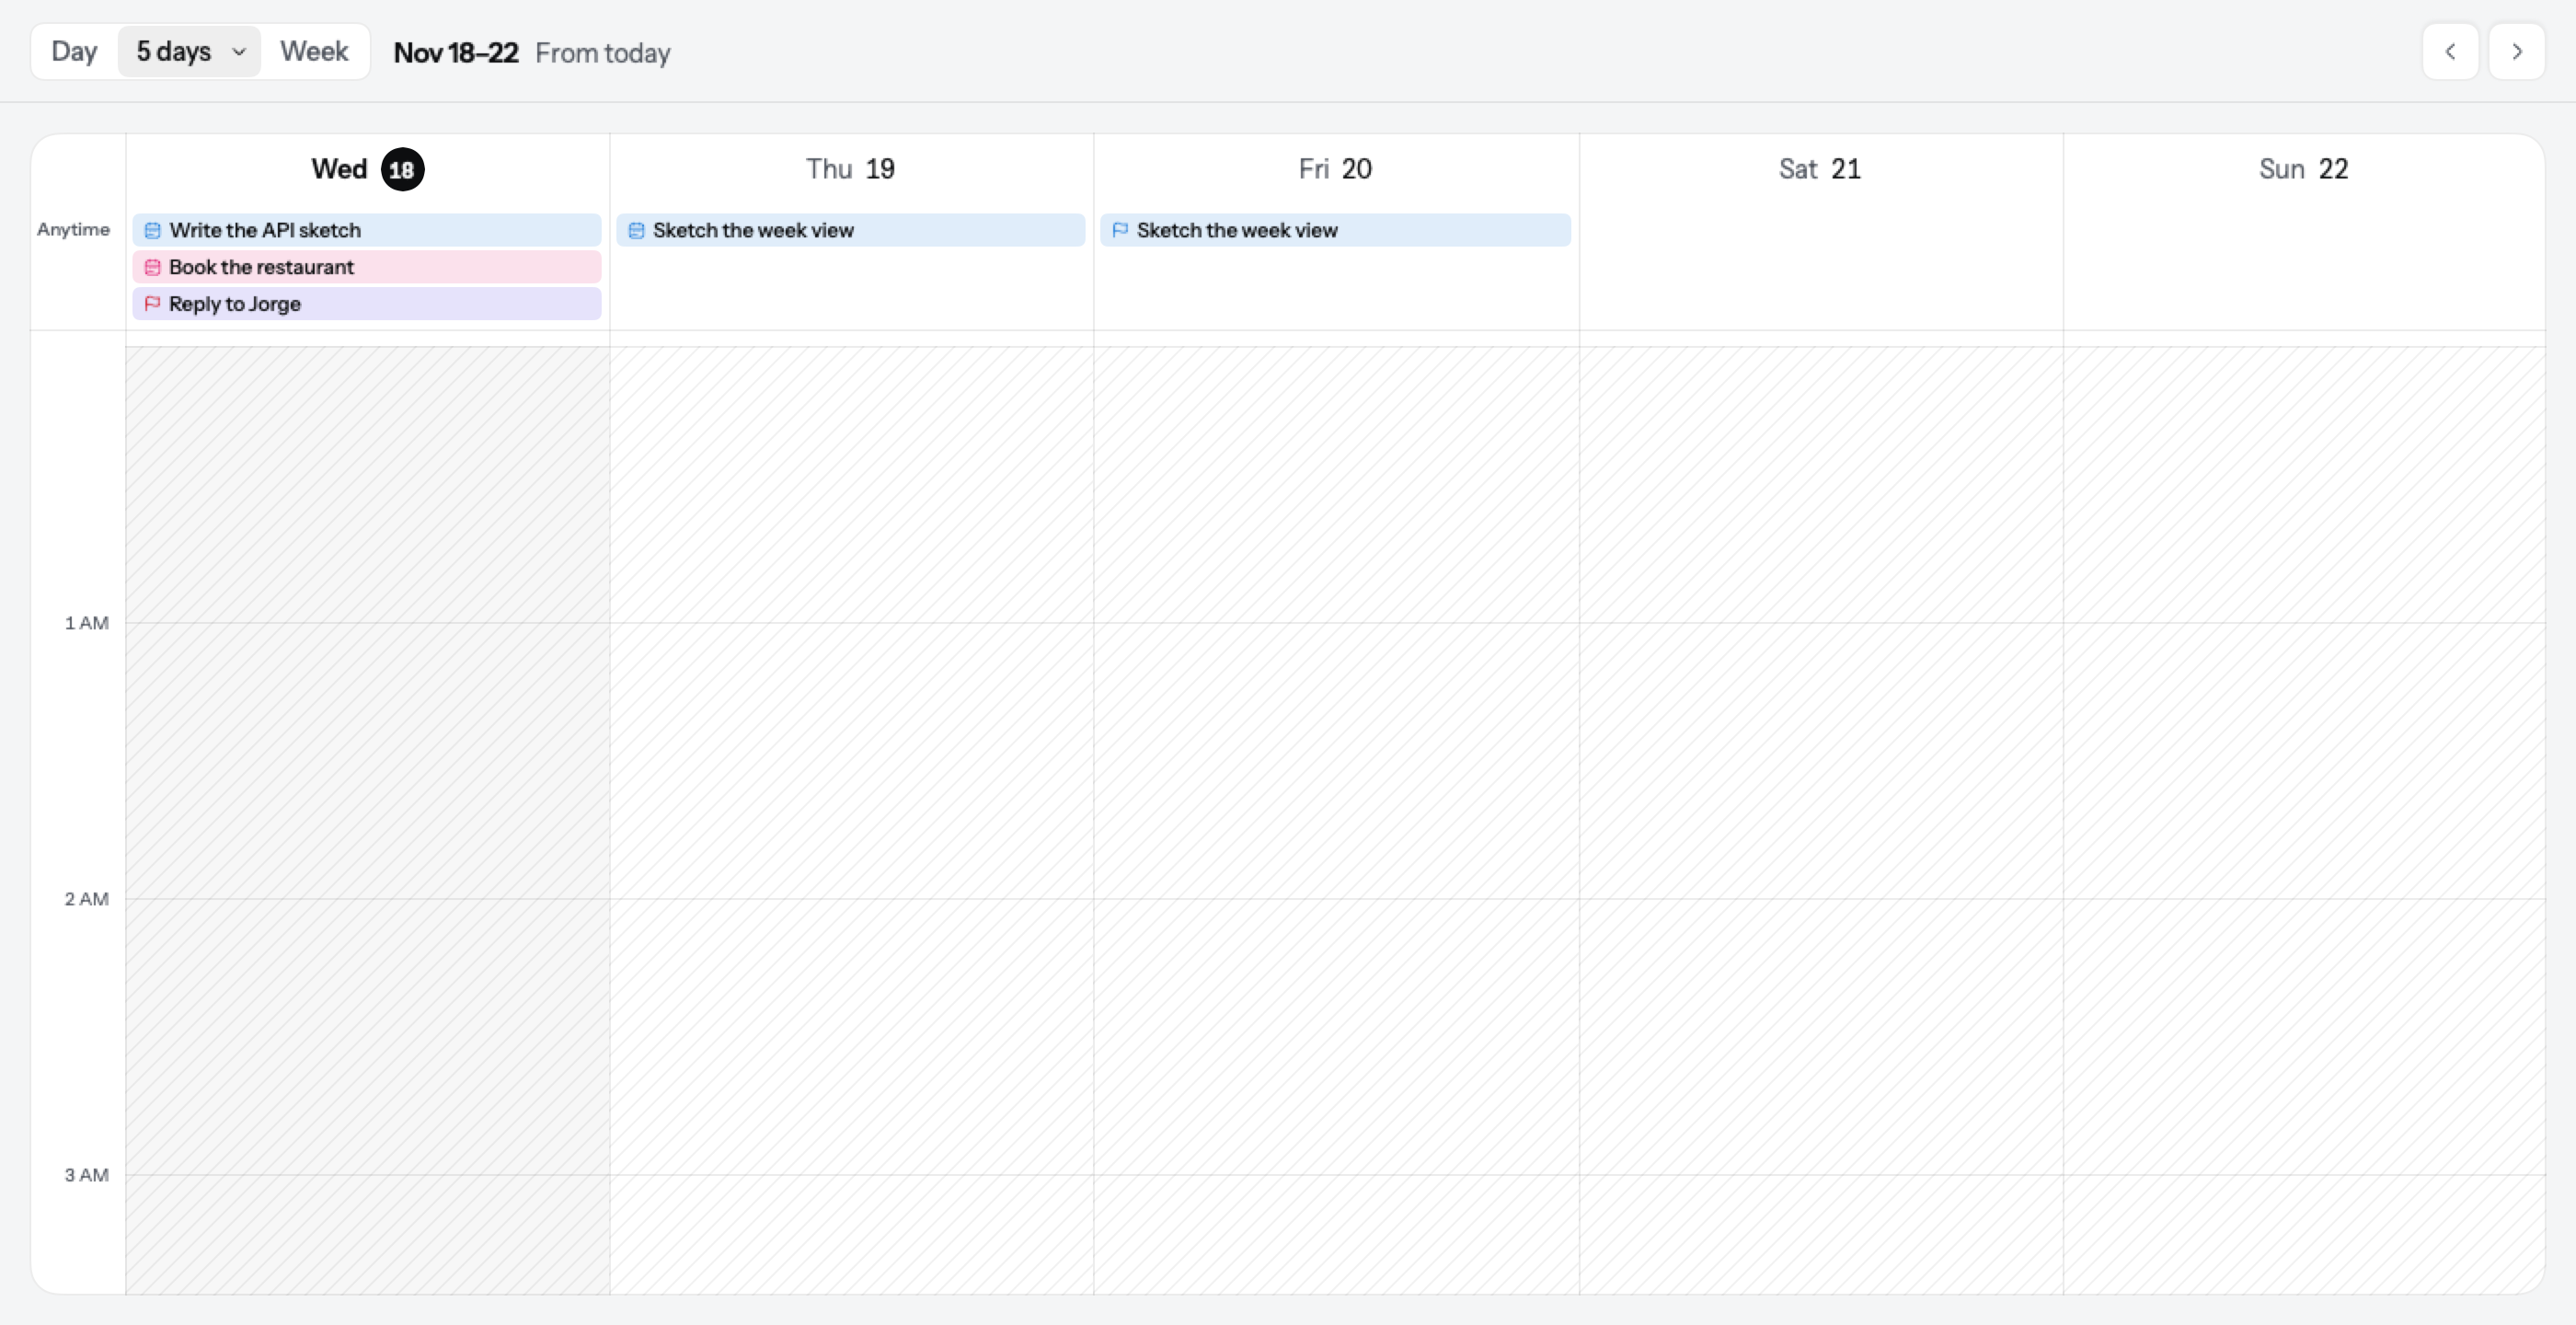 Day 5 days Week Nov 18–22 From today
Wed 18 Thu 19 Fri 20 Sat 21 Sun 22
Anytime Write the API sketch Sketch the week view Sketch the week view
Book the restaurant
Reply to Jorge
1 AM
2 AM
3 AM